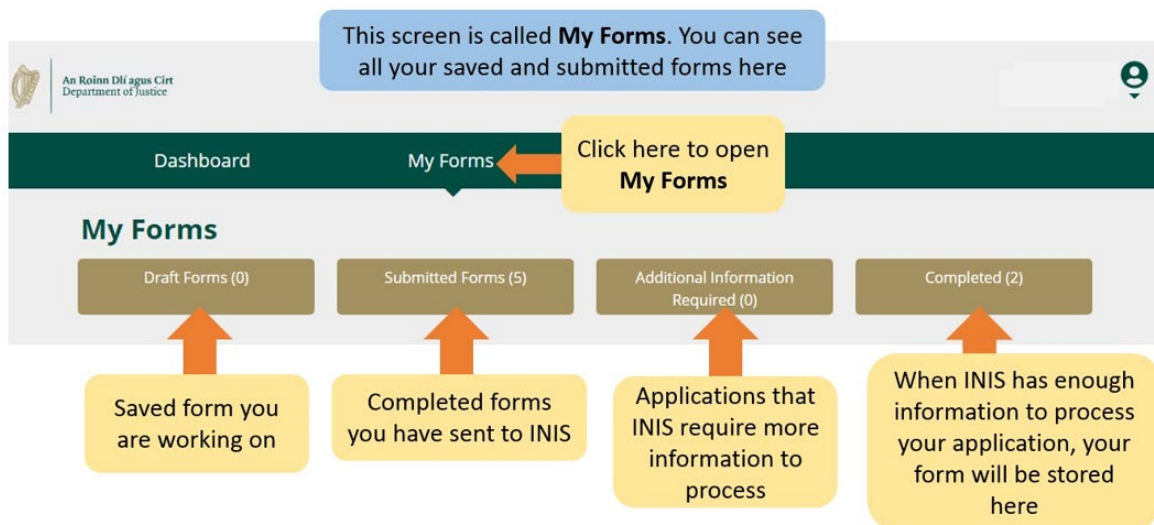 This screen is called My Forms. You can see
all your saved and submitted forms here
An Roinn Dlí agus Cirt
Department of Justice
Dashboard
My Forms
Click here to open
My Forms
My Forms
Draft Forms (0)
Submitted Forms (5)
Additional Information
Required (0)
Completed (2)
Saved form you
are working on
Completed forms
you have sent to INIS
Applications that
INIS require more
information to
process
When INIS has enough
information to process
your application, your
form will be stored
here